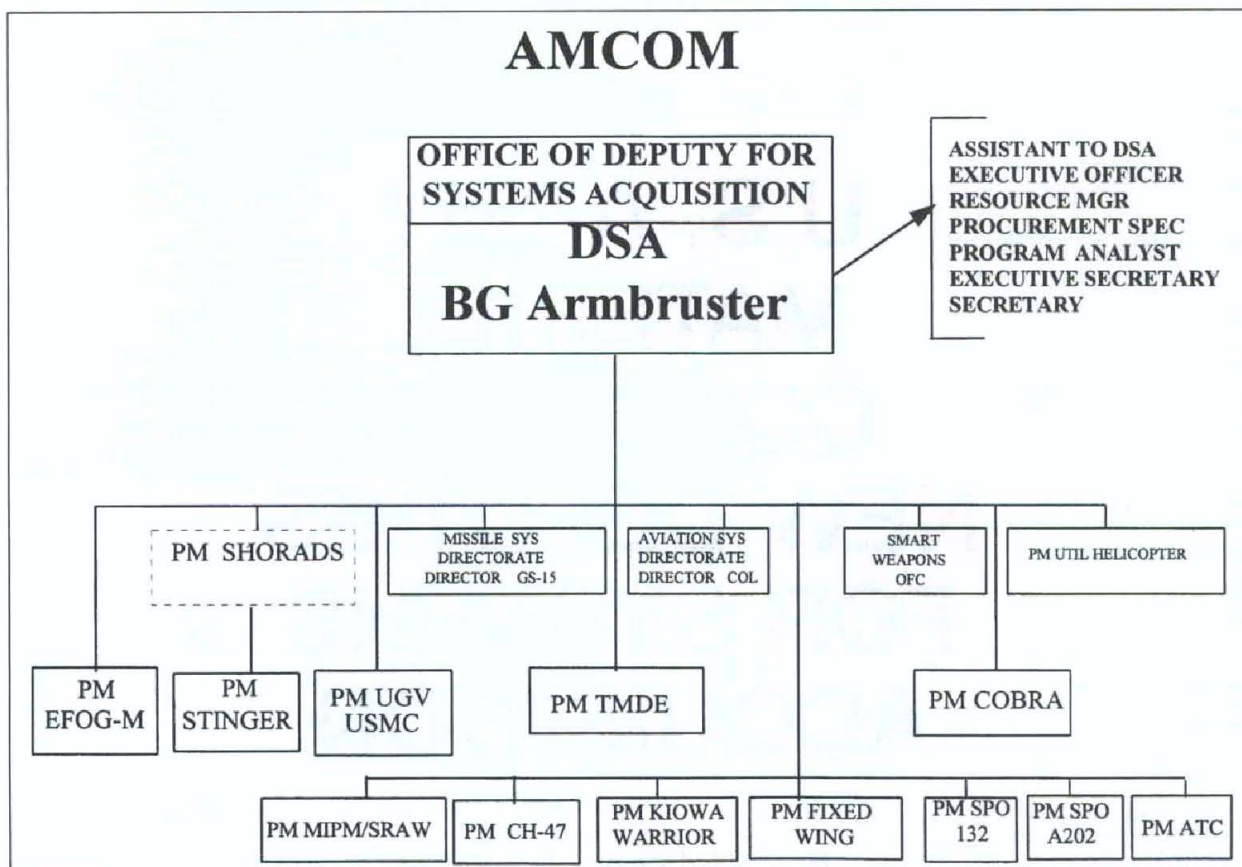 AMCOM
OFFICE OF DEPUTY FOR
SYSTEMS ACQUISITION
DSA
BG Armbruster
ASSISTANT TO DSA
EXECUTIVE OFFICER
RESOURCE MGR
PROCUREMENT SPEC
PROGRAM ANALYST
EXECUTIVE SECRETARY
SECRETARY
PM SHORADS
MISSILE SYS
DIRECTORATE
DIRECTOR GS-15
AVIATION SYS
DIRECTORATE
DIRECTOR COL
SMART
WEAPONS
OFC
PM UTIL HELICOPTER
PM
EFOG-M
PM
STINGER
PM UGV
USMC
PM TMDE
PM COBRA
PM MIPM/SRAW
PM CH-47
PM KIOWA
WARRIOR
PM FIXED
WING
PM SPO
132
PM SPO
A202
PM ATC